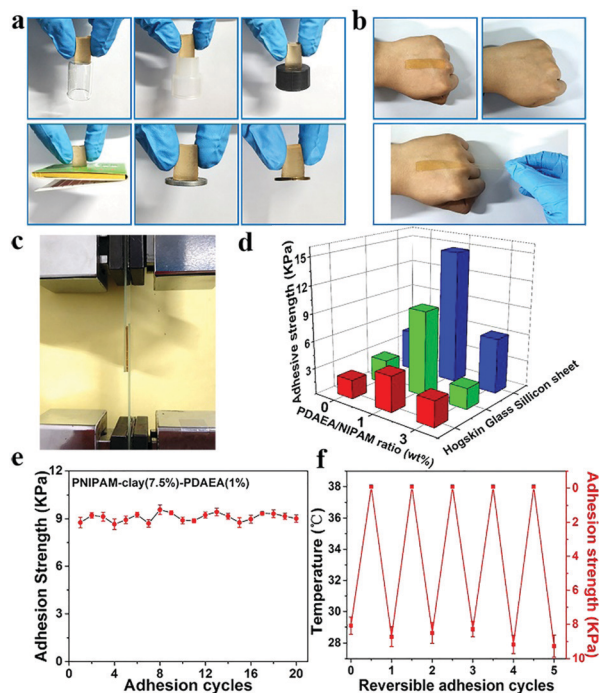 a
b
c
d
Adhesive strength (KPa)
15
12
9
6
3
0
1
3
PDAEA/NIPAM ratio (wt%)
Hogskin Glass Sillicon sheet
e
PNIPAM-clay(7.5%)-PDAEA(1%)
Adhesion Strength (KPa)
12
9
6
3
0
0 4 8 12 16 20
Adhesion cycles
f
Temperature (℃)
38
36
34
32
30
28
0 1 2 3 4 5
Reversible adhesion cycles
0
2
4
6
8
10
Adhesion strength (KPa)